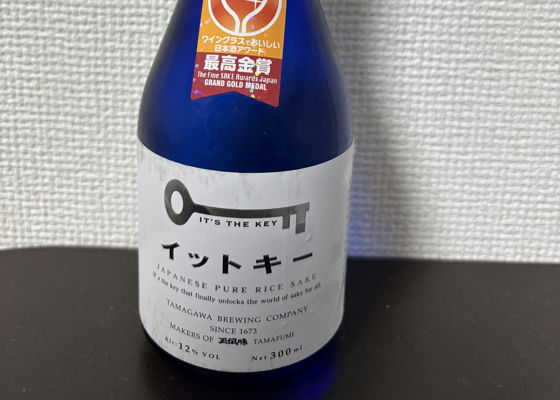 ワイングラスでおいしい
日本酒アワード
最高金賞
The Fine SAKE Awards Japan
GRAND GOLD MEDAL
IT'S THE KEY
イットキー
JAPANESE PURE RICE SAKE
It's the key that finally unlocks the world of sake for all.
TAMAGAWA BREWING COMPANY
SINCE 1673
MAKERS OF TAMAFUMI
Alc: 12% VOL Net 300ml